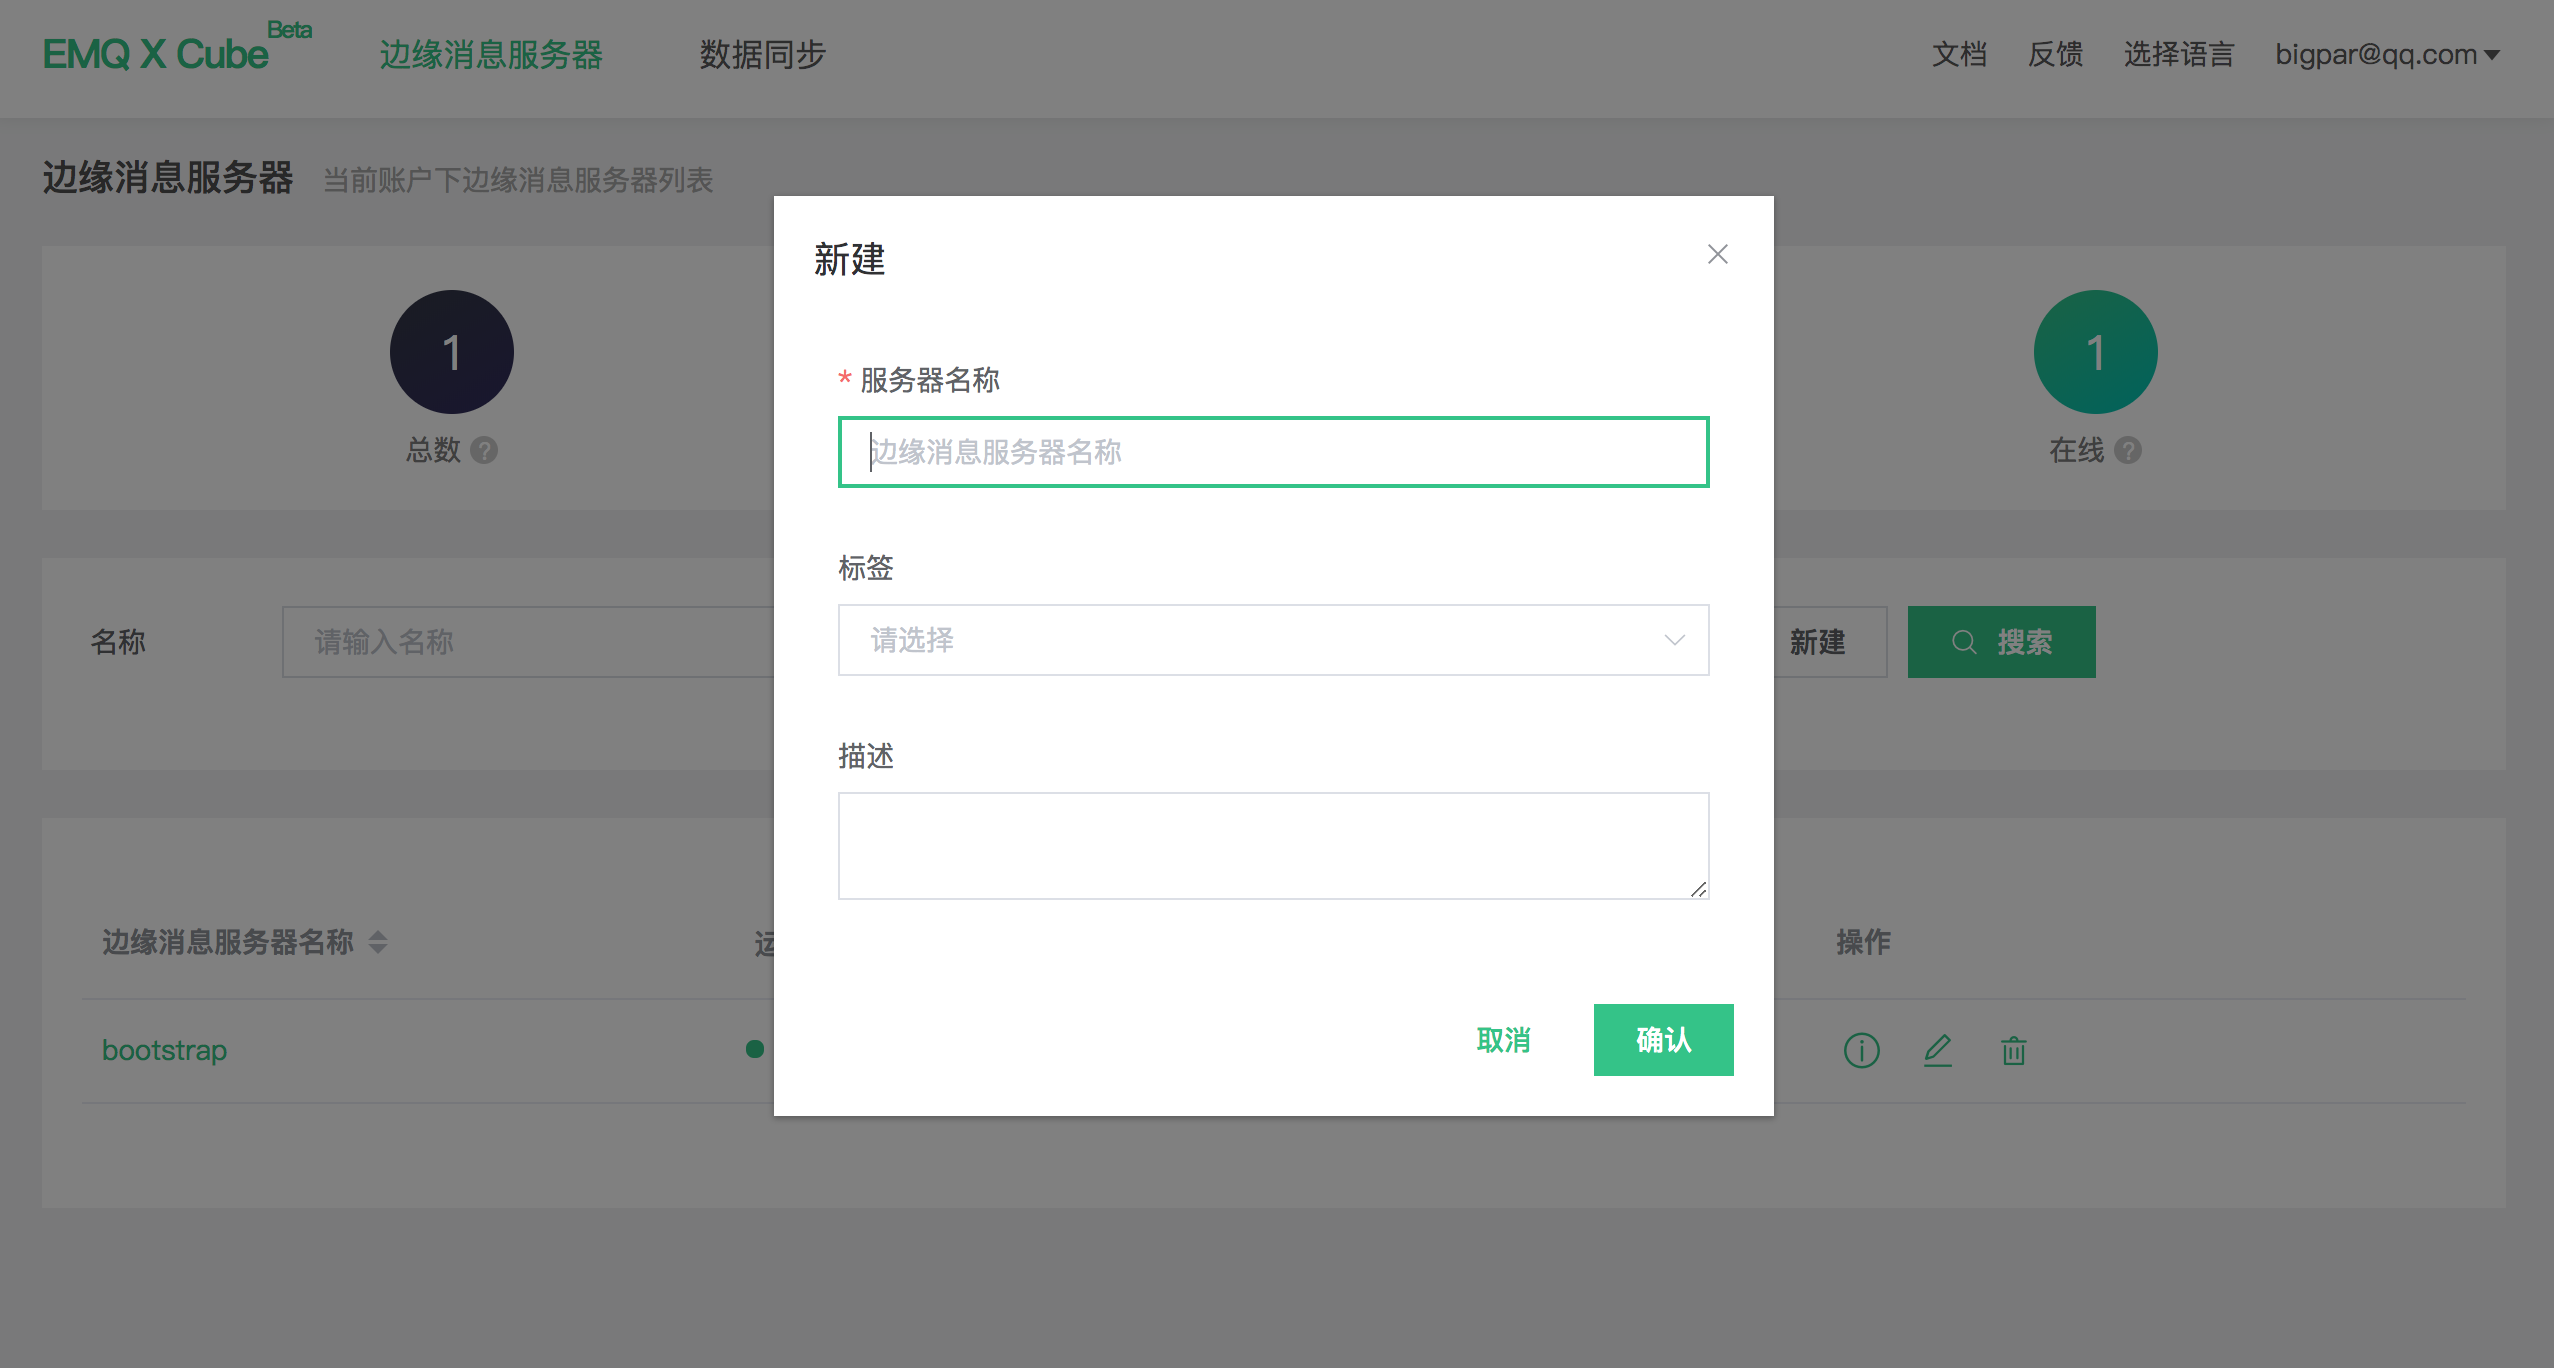 EMQ X Cube Beta
边缘消息服务器
数据同步
文档
反馈
选择语言
bigpar@qq.com
边缘消息服务器
当前账户下边缘消息服务器列表
1
总数 ?
1
在线 ?
名称
请输入名称
新建
搜索
边缘消息服务器名称
操作
bootstrap
新建
* 服务器名称
边缘消息服务器名称
标签
请选择
描述
取消
确认